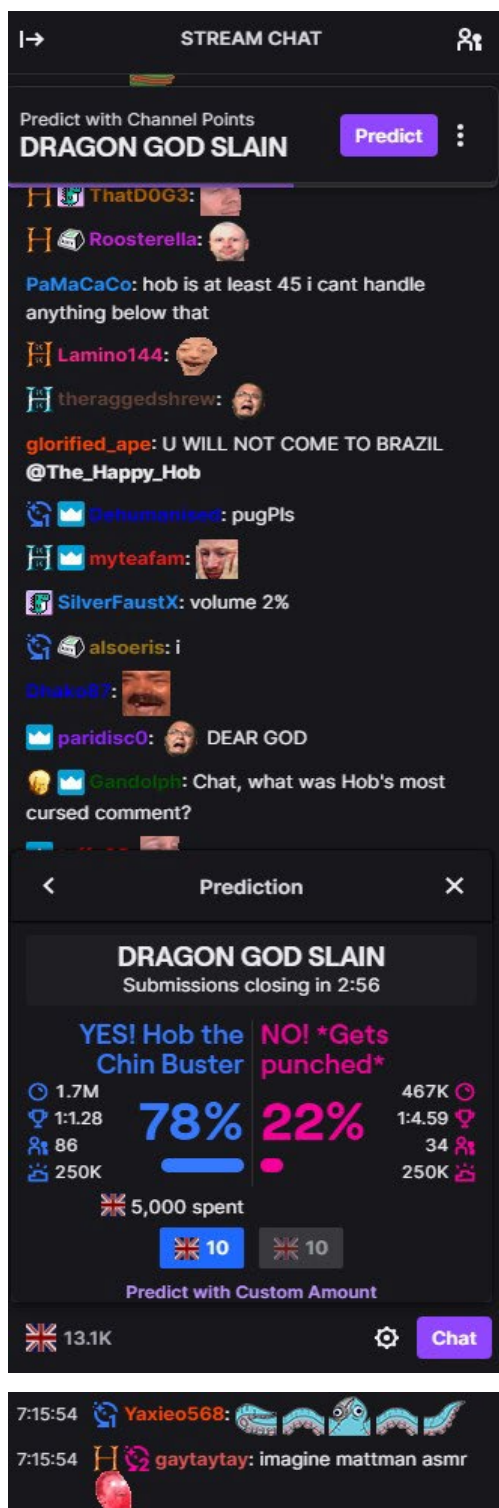 STREAM CHAT
Predict with Channel Points
DRAGON GOD SLAIN
Predict
ThatD0G3:
Roosterella:
PaMaCaCo: hob is at least 45 i cant handle
anything below that
Lamino144:
theraggedshrew:
glorified_ape: U WILL NOT COME TO BRAZIL
@The_Happy_Hob
Dehumanised: pugPls
myteafam:
SilverFaustX: volume 2%
alsoeris: i
Dhako87:
paridisc0: DEAR GOD
Gandolph: Chat, what was Hob's most
cursed comment?
Prediction
DRAGON GOD SLAIN
Submissions closing in 2:56
YES! Hob the
Chin Buster
NO! *Gets
punched*
1.7M
1:1.28
86
250K
78%
22%
467K
1:4.59
34
250K
5,000 spent
10
10
Predict with Custom Amount
13.1K
Chat
7:15:54 Yaxieo568:
7:15:54 gaytaytay: imagine mattman asmr